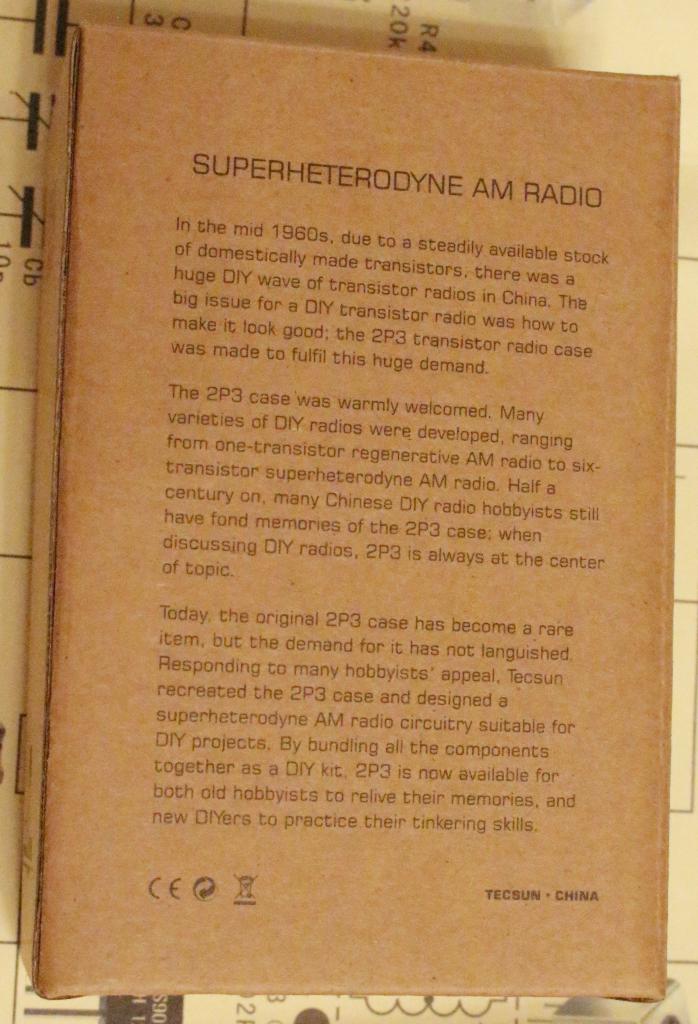 R4
20k
C
3
Cb
10p
SUPERHETERODYNE AM RADIO
In the mid 1960s, due to a steadily available stock
of domestically made transistors, there was a
huge DIY wave of transistor radios in China. The
big issue for a DIY transistor radio was how to
make it look good; the 2P3 transistor radio case
was made to fulfil this huge demand.
The 2P3 case was warmly welcomed. Many
varieties of DIY radios were developed, ranging
from one-transistor regenerative AM radio to six-
transistor superheterodyne AM radio. Half a
century on, many Chinese DIY radio hobbyists still
have fond memories of the 2P3 case; when
discussing DIY radios, 2P3 is always at the center
of topic.
Today, the original 2P3 case has become a rare
item, but the demand for it has not languished.
Responding to many hobbyists' appeal, Tecsun
recreated the 2P3 case and designed a
superheterodyne AM radio circuitry suitable for
DIY projects. By bundling all the components
together as a DIY kit, 2P3 is now available for
both old hobbyists to relive their memories, and
new DIYers to practice their tinkering skills.
CE
TECSUN · CHINA